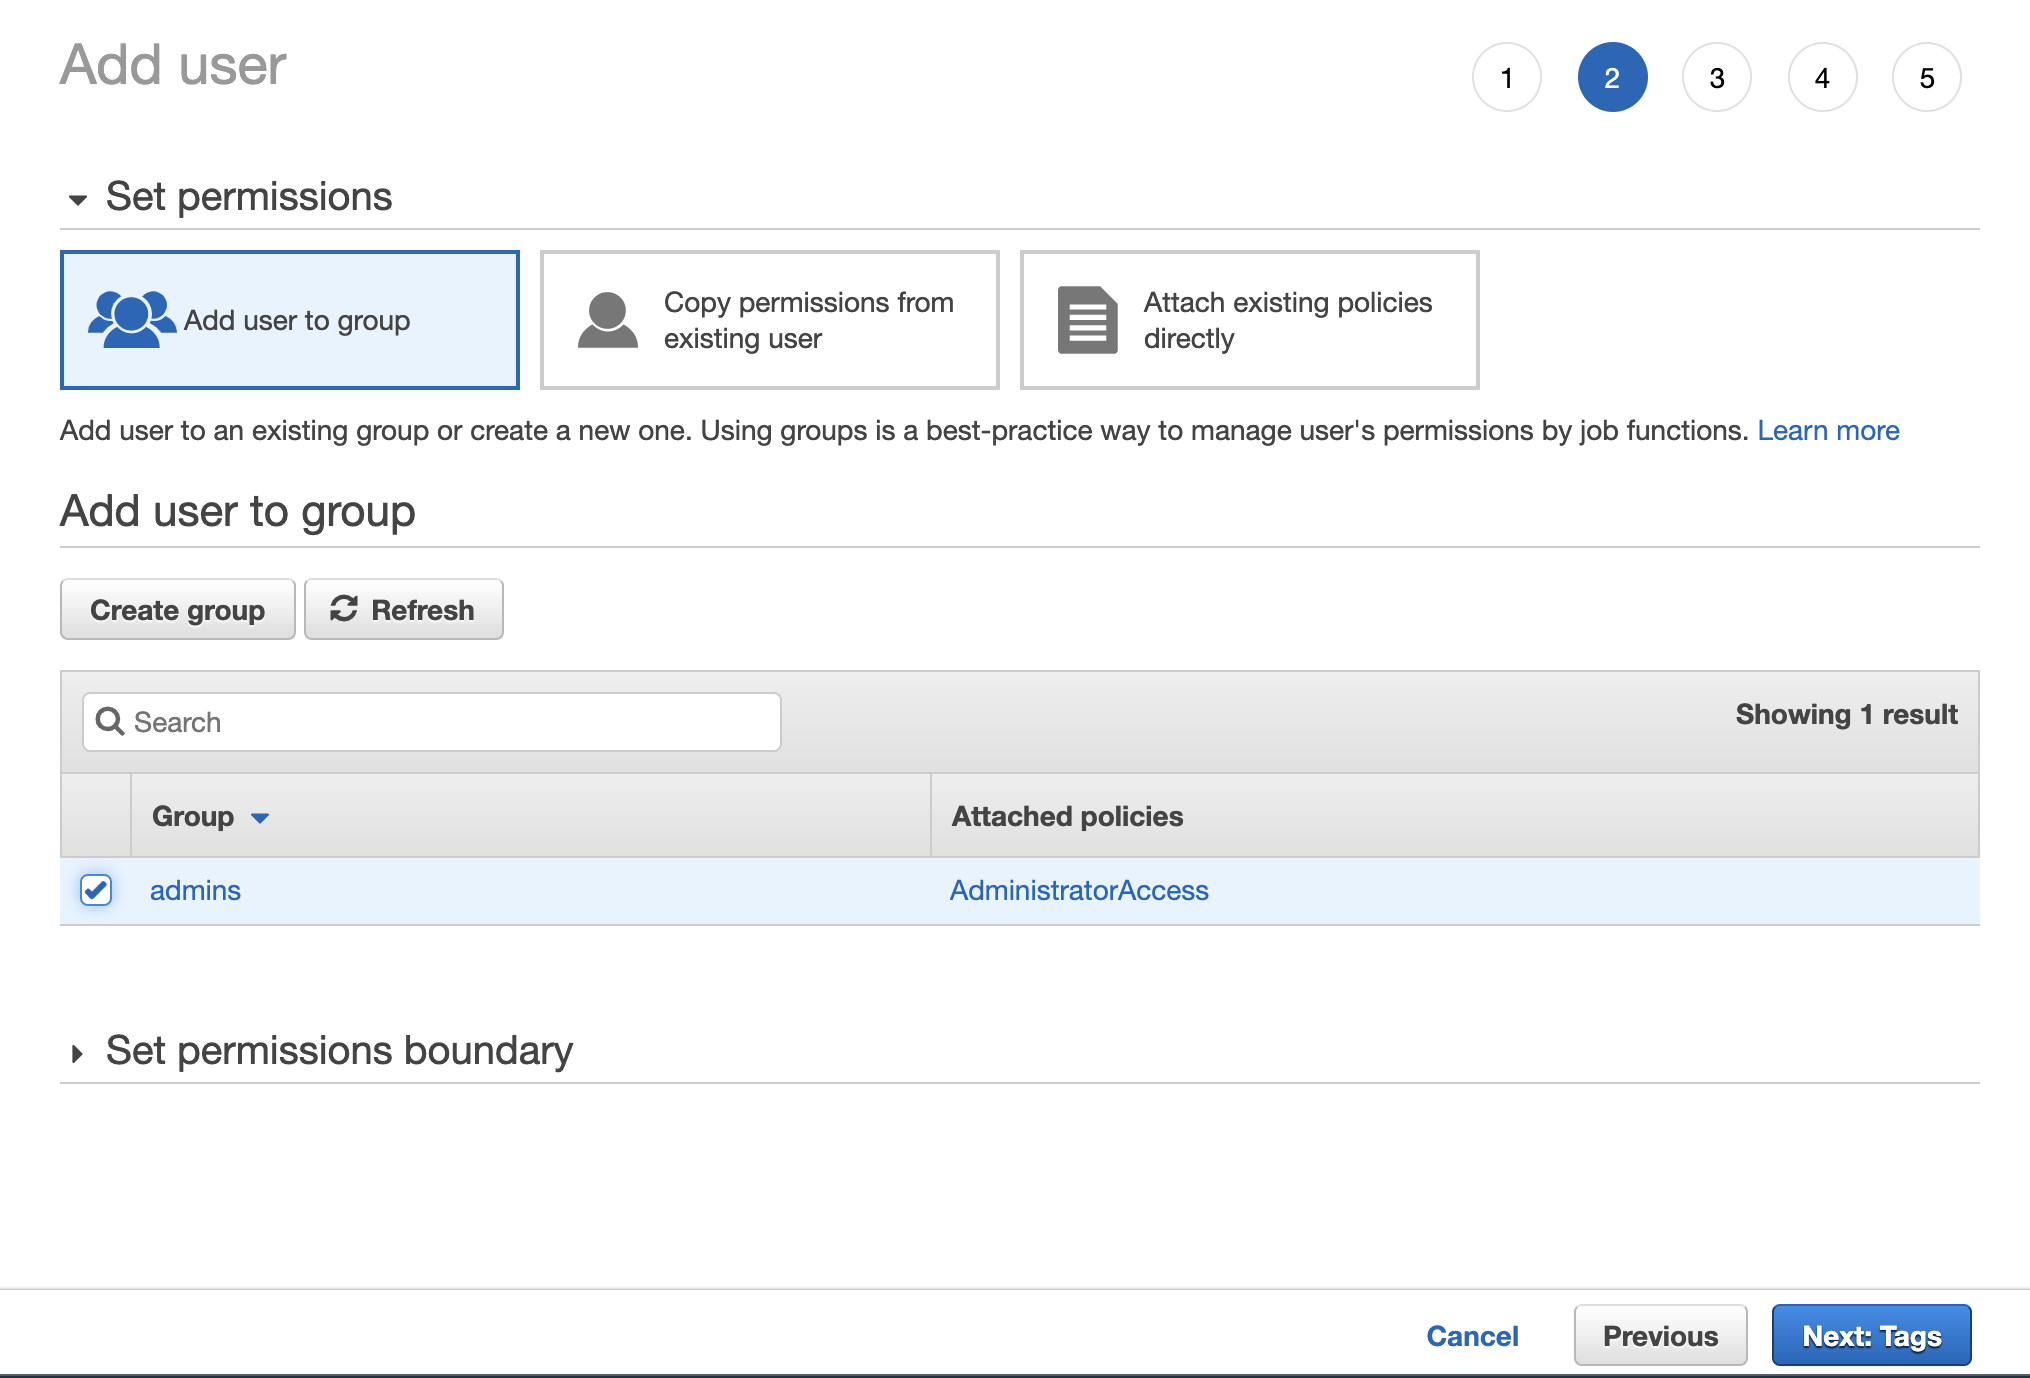 Add user
1 2 3 4 5
Set permissions
Add user to group
Copy permissions from
existing user
Attach existing policies
directly
Add user to an existing group or create a new one. Using groups is a best-practice way to manage user's permissions by job functions. Learn more
Add user to group
Create group
Refresh
Search
Showing 1 result
Group
Attached policies
admins
AdministratorAccess
Set permissions boundary
Cancel
Previous
Next: Tags